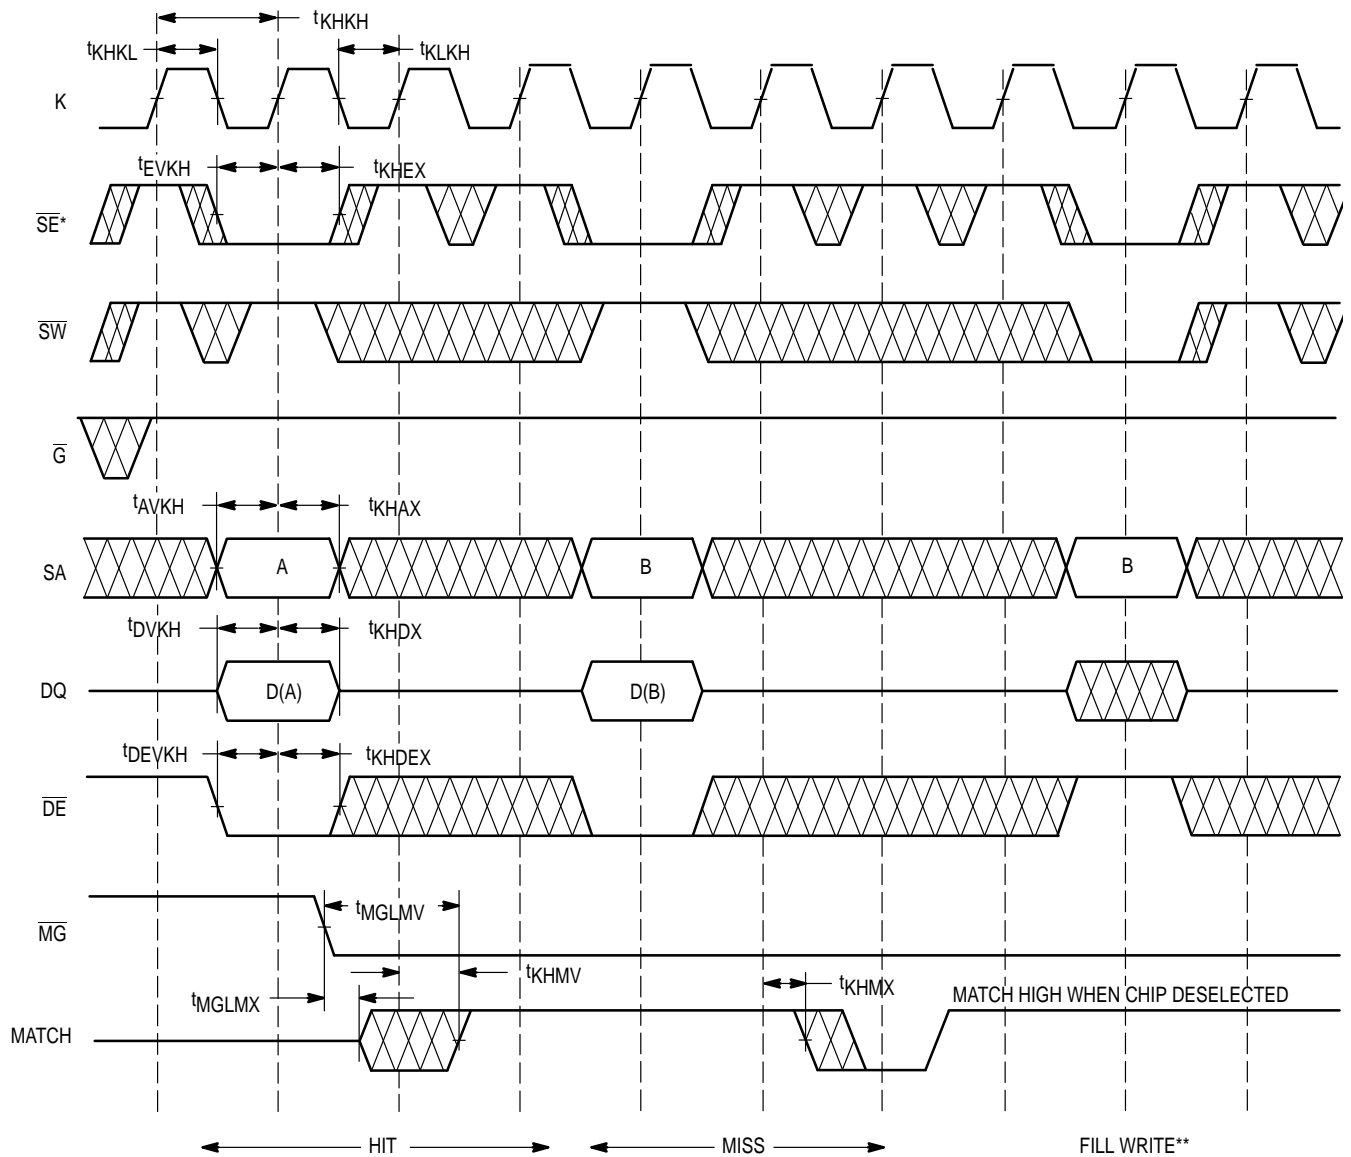 tKHKH
tKHKL
tKLKH
K
tEVKH
tKHEX
SE*
SW
G
tAVKH
tKHAX
SA
A
B
B
tDVKH
tKHDX
DQ
D(A)
D(B)
tDEVKH
tKHDEX
DE
MG
tMGLMV
tKHMV
tKHMX
tMGLMX
MATCH HIGH WHEN CHIP DESELECTED
MATCH
HIT
MISS
FILL WRITE**